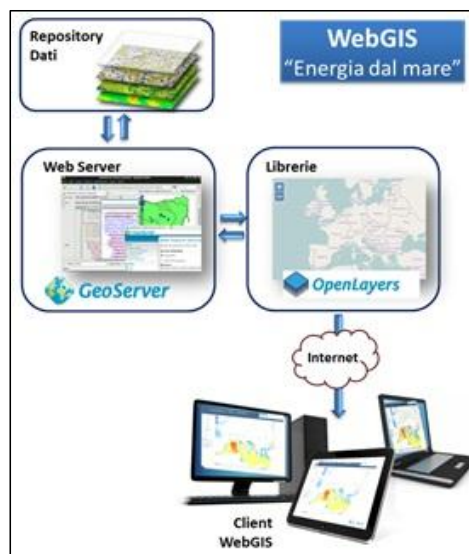 Repository
Dati
WebGIS
“Energia dal mare”
Web Server
Librerie
GeoServer
OpenLayers
Internet
Client
WebGIS